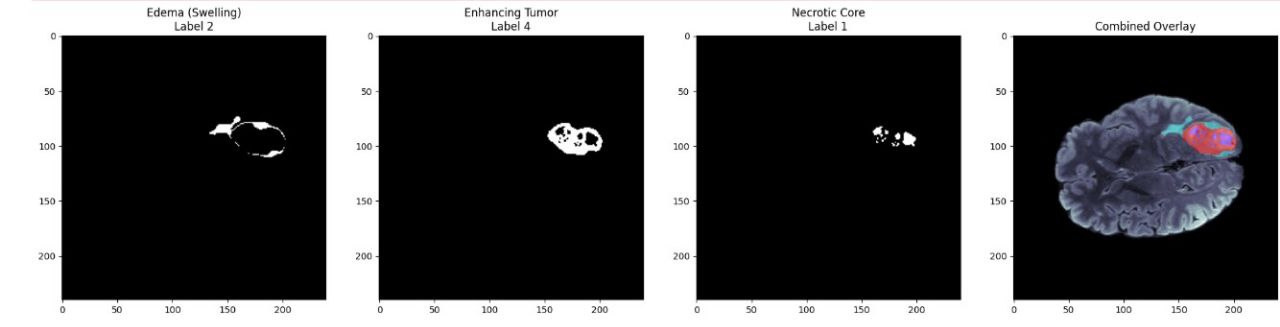 Edema (Swelling)
Label 2
0
50
100
150
200
0 50 100 150 200
Enhancing Tumor
Label 4
0
50
100
150
200
0 50 100 150 200
Necrotic Core
Label 1
0
50
100
150
200
0 50 100 150 200
Combined Overlay
0
50
100
150
200
0 50 100 150 200